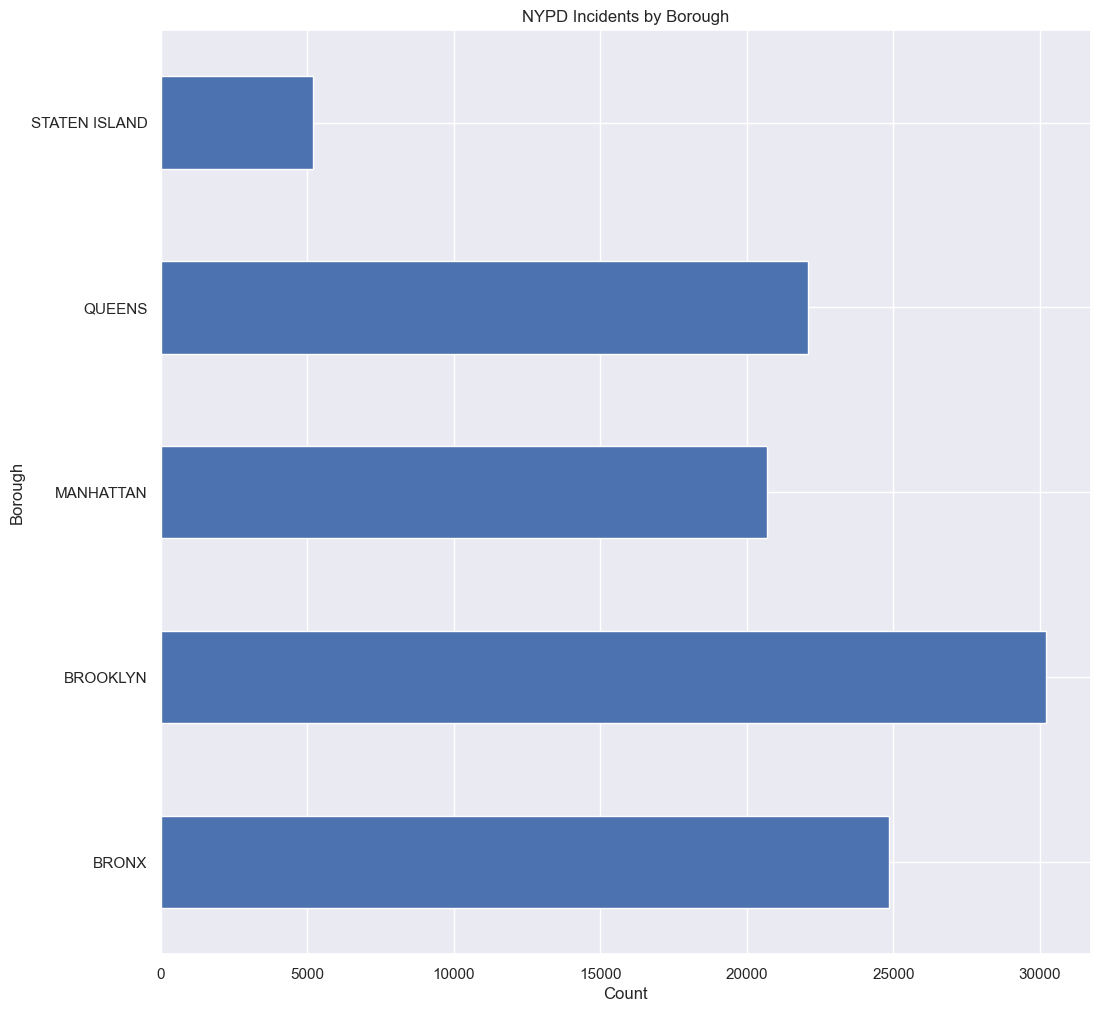 NYPD Incidents by Borough
STATEN ISLAND
QUEENS
MANHATTAN
BROOKLYN
BRONX
Borough
0 5000 10000 15000 20000 25000 30000
Count